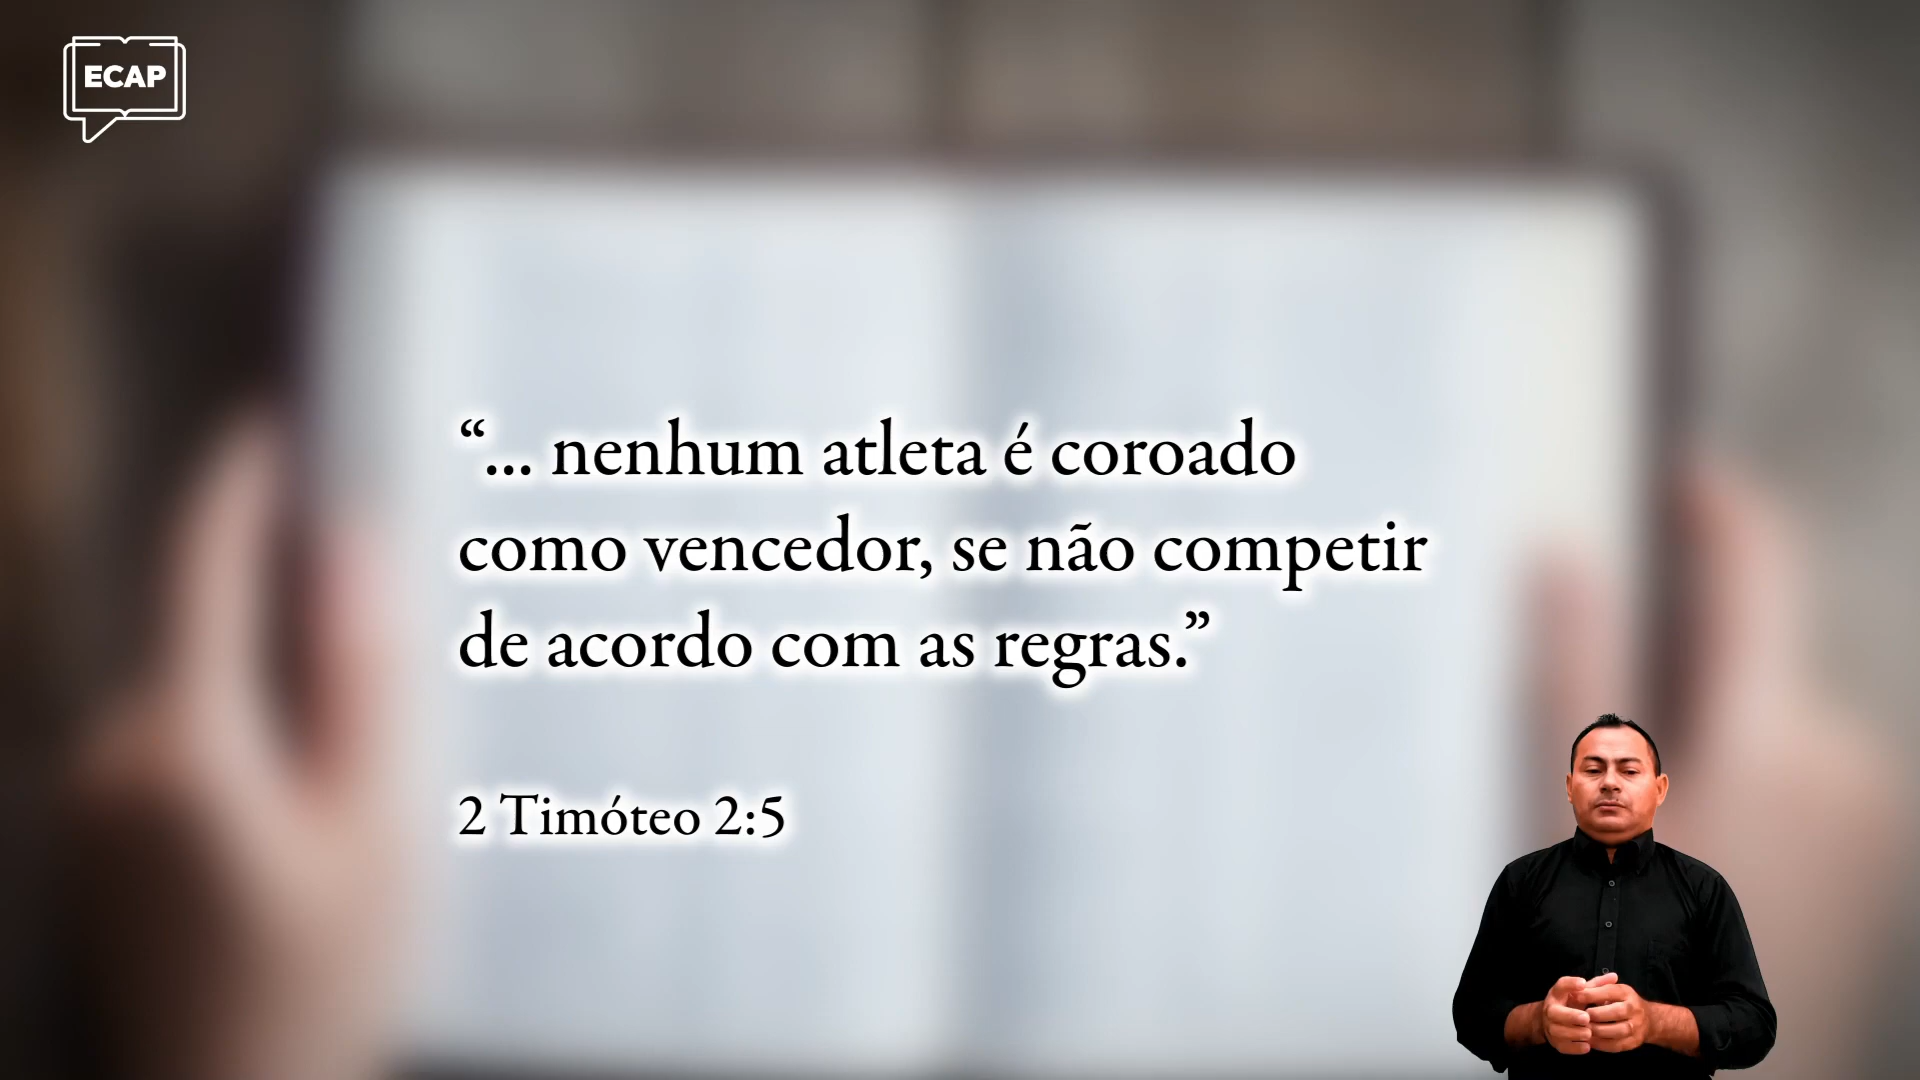 ECAP
“... nenhum atleta é coroado
como vencedor, se não competir
de acordo com as regras.”
2 Timóteo 2:5